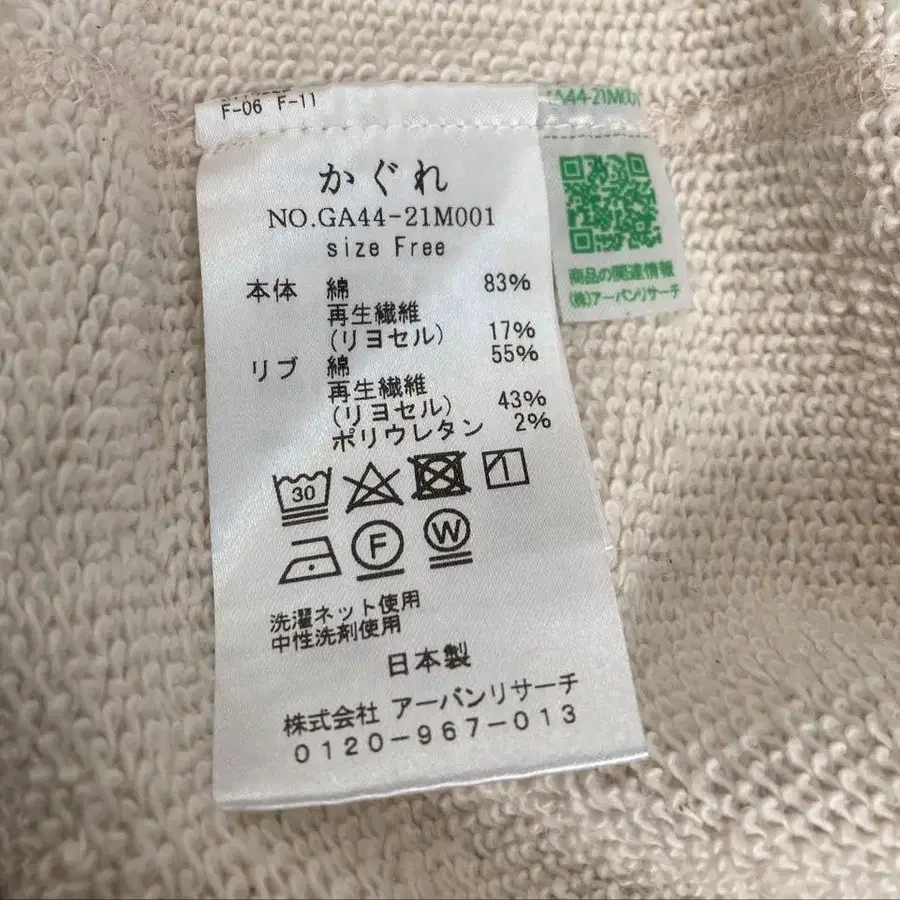 F-06 F-11
かぐれ
NO.GA44-21M001
size Free
本体 綿 83%
再生繊維
(リヨセル) 17%
リブ 綿 55%
再生繊維
(リヨセル) 43%
ポリウレタン 2%
30
F W
洗濯ネット使用
中性洗剤使用
日本製
株式会社 アーバンリサーチ
0120-967-013
GA44-21M001
商品の関連情報
(株)アーバンリサーチ